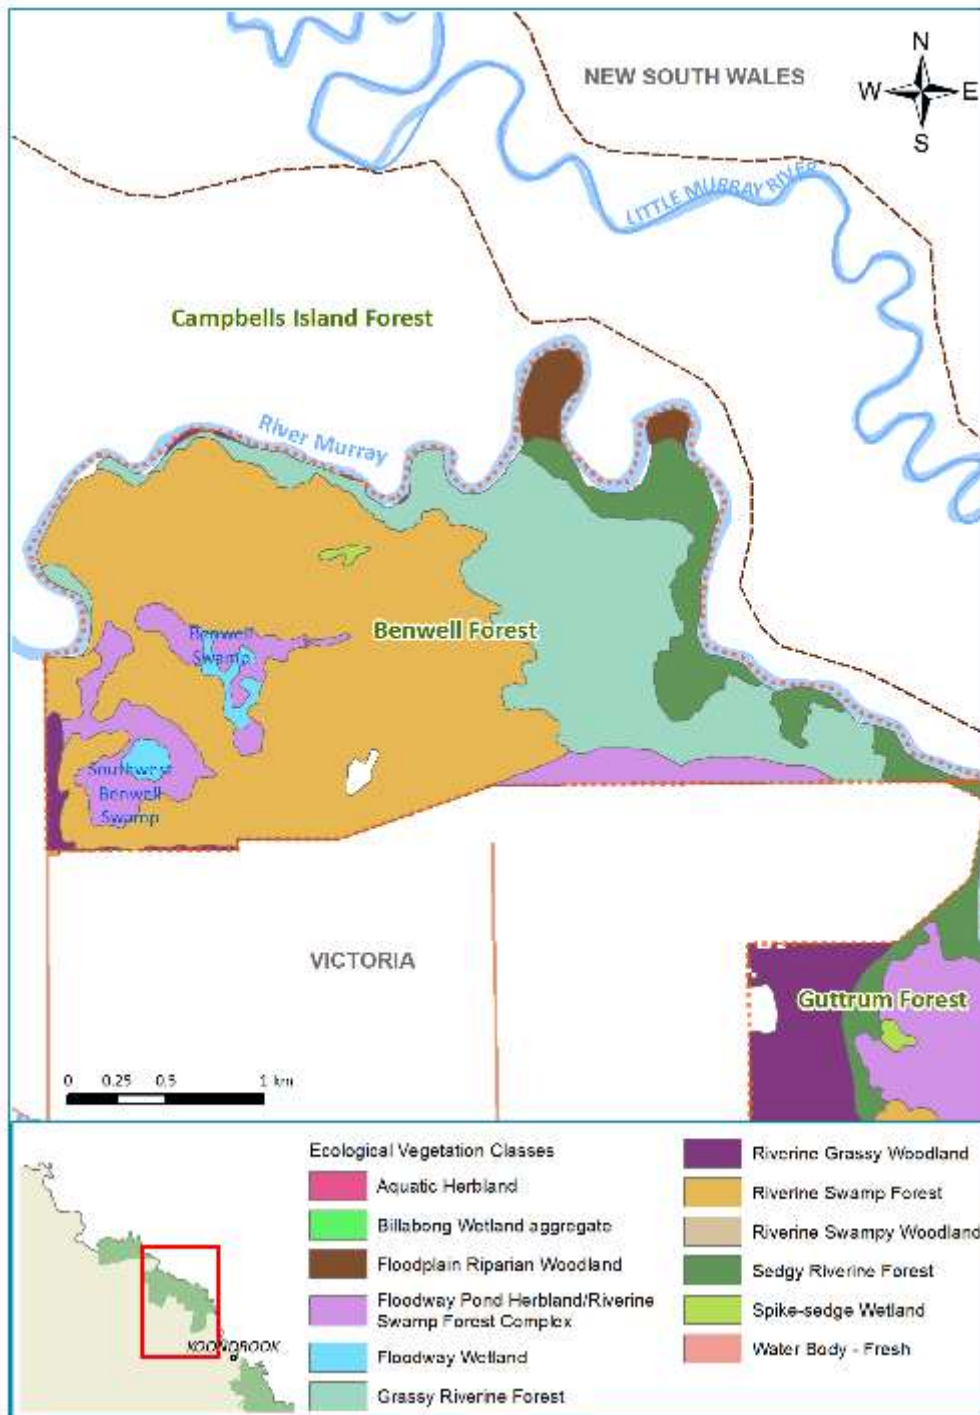 NEW SOUTH WALES
N
W
E
S
LITTLE MURRAY RIVER
Campbells Island Forest
River Murray
Benwell Forest
Benwell
Swamp
Southwest
Benwell
Swamp
VICTORIA
Guttrum Forest
0 0.25 0.5 1 km
KOONDROOK
Ecological Vegetation Classes
Aquatic Herbland
Billabong Wetland aggregate
Floodplain Riparian Woodland
Floodway Pond Herbland/Riverine
Swamp Forest Complex
Floodway Wetland
Grassy Riverine Forest
Riverine Grassy Woodland
Riverine Swamp Forest
Riverine Swampy Woodland
Sedgy Riverine Forest
Spike-sedge Wetland
Water Body - Fresh